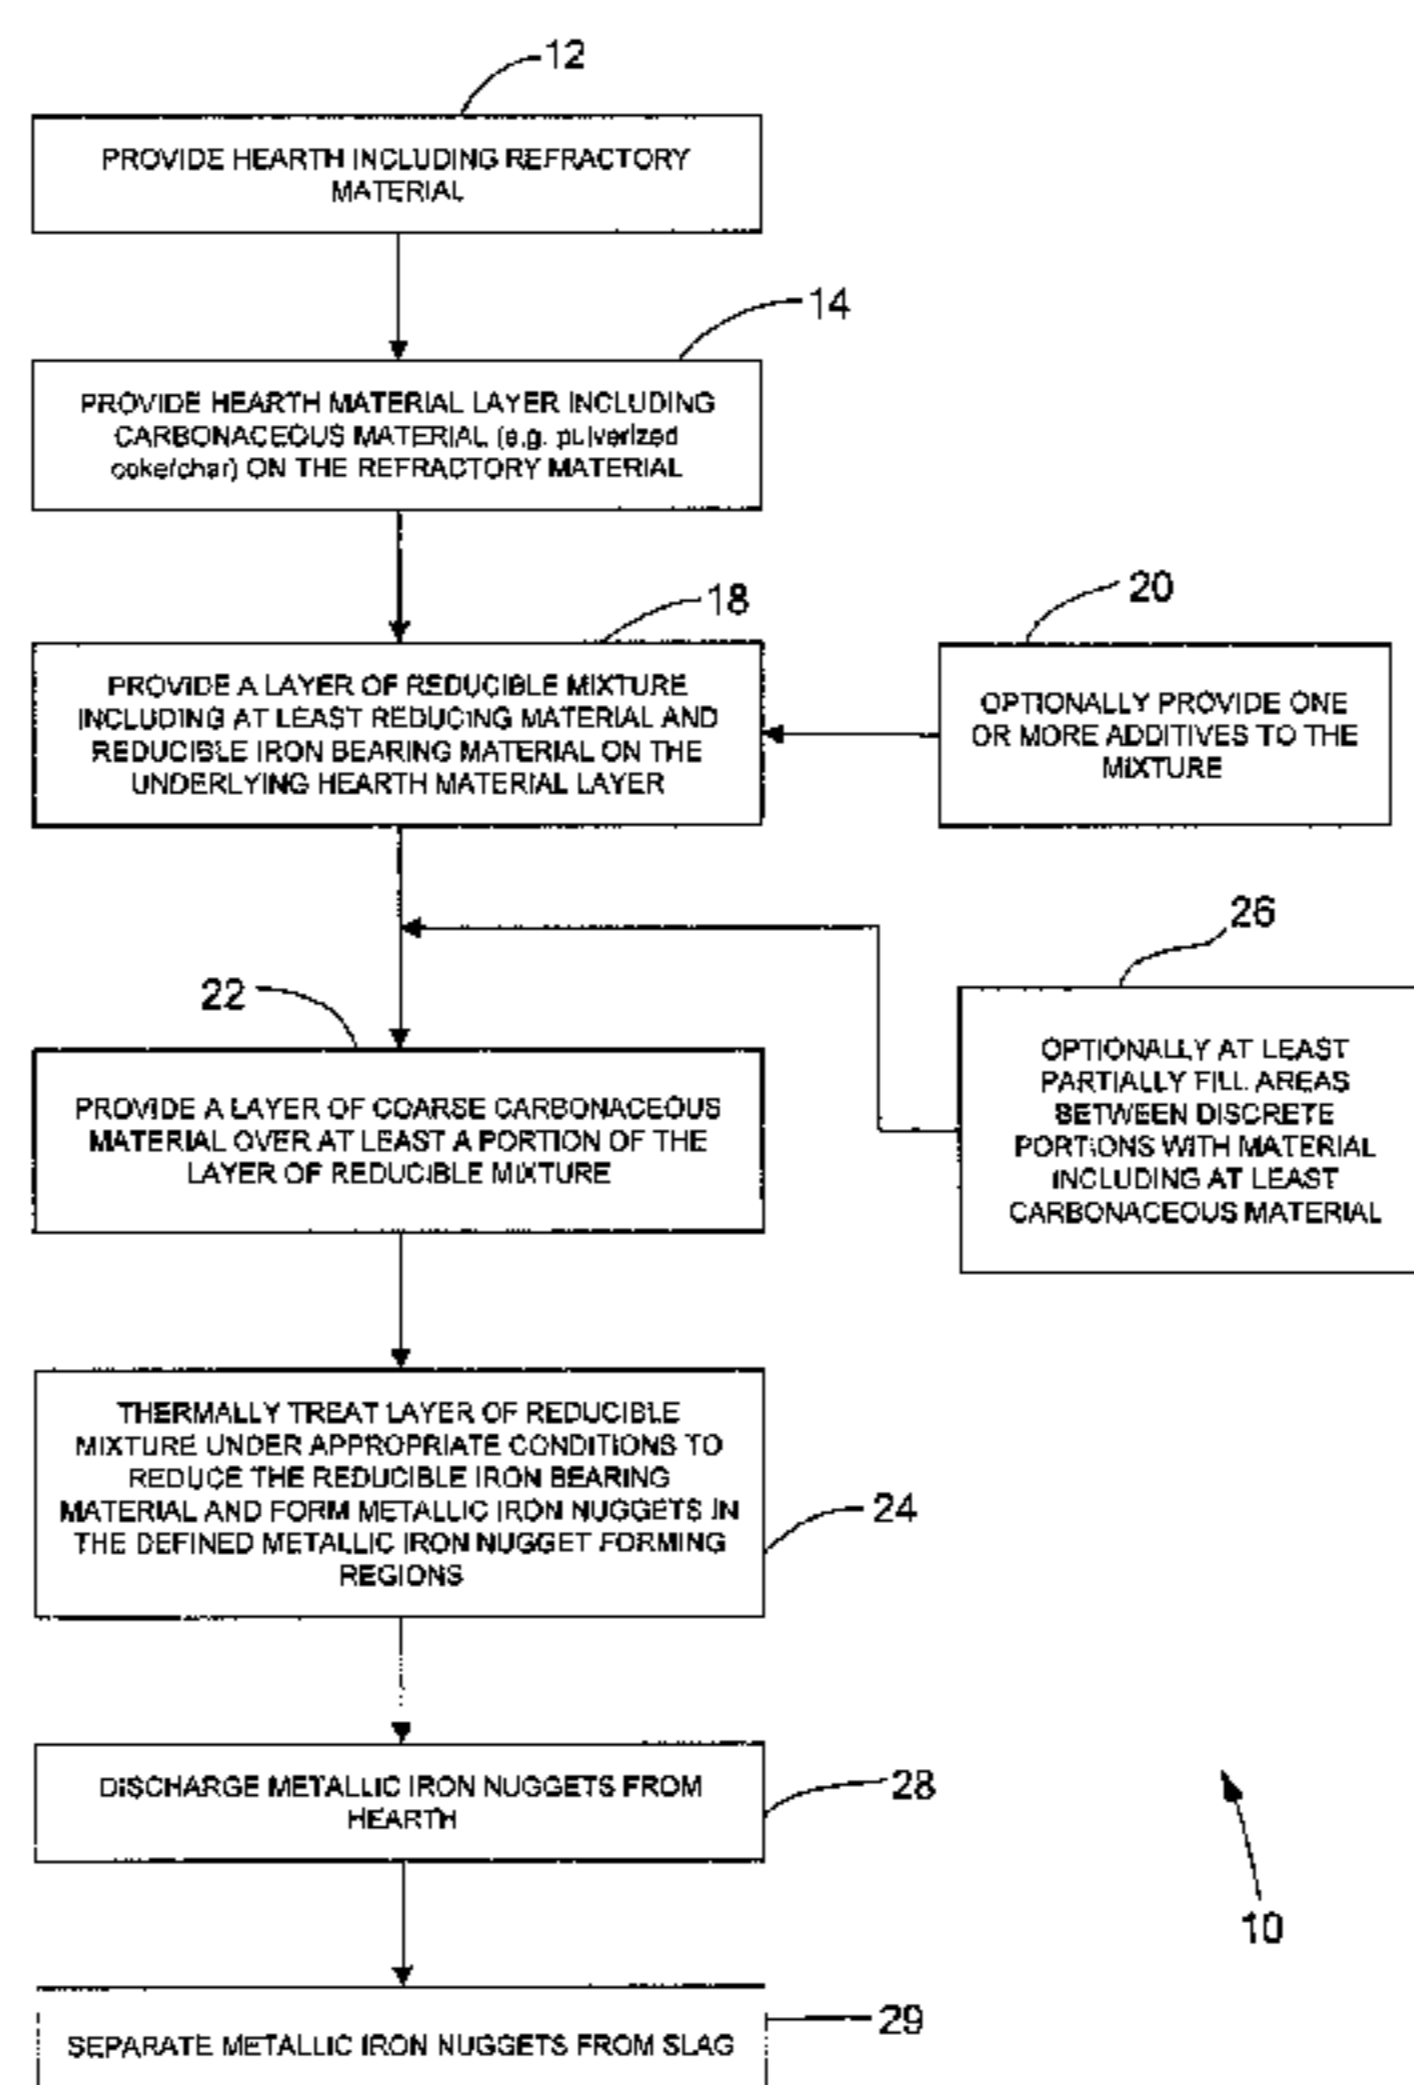 12
PROVIDE HEARTH INCLUDING REFRACTORY
MATERIAL
14
PROVIDE HEARTH MATERIAL LAYER INCLUDING
CARBONACEOUS MATERIAL (e.g. pulverized
coke/char) ON THE REFRACTORY MATERIAL
18
PROVIDE A LAYER OF REDUCIBLE MIXTURE
INCLUDING AT LEAST REDUCING MATERIAL AND
REDUCIBLE IRON BEARING MATERIAL ON THE
UNDERLYING HEARTH MATERIAL LAYER
20
OPTIONALLY PROVIDE ONE
OR MORE ADDITIVES TO THE
MIXTURE
26
OPTIONALLY AT LEAST
PARTIALLY FILL AREAS
BETWEEN DISCRETE
PORTIONS WITH MATERIAL
INCLUDING AT LEAST
CARBONACEOUS MATERIAL
22
PROVIDE A LAYER OF COARSE CARBONACEOUS
MATERIAL OVER AT LEAST A PORTION OF THE
LAYER OF REDUCIBLE MIXTURE
THERMALLY TREAT LAYER OF REDUCIBLE
MIXTURE UNDER APPROPRIATE CONDITIONS TO
REDUCE THE REDUCIBLE IRON BEARING
MATERIAL AND FORM METALLIC IRON NUGGETS IN
THE DEFINED METALLIC IRON NUGGET FORMING
REGIONS
24
DISCHARGE METALLIC IRON NUGGETS FROM
HEARTH
28
10
SEPARATE METALLIC IRON NUGGETS FROM SLAG
29